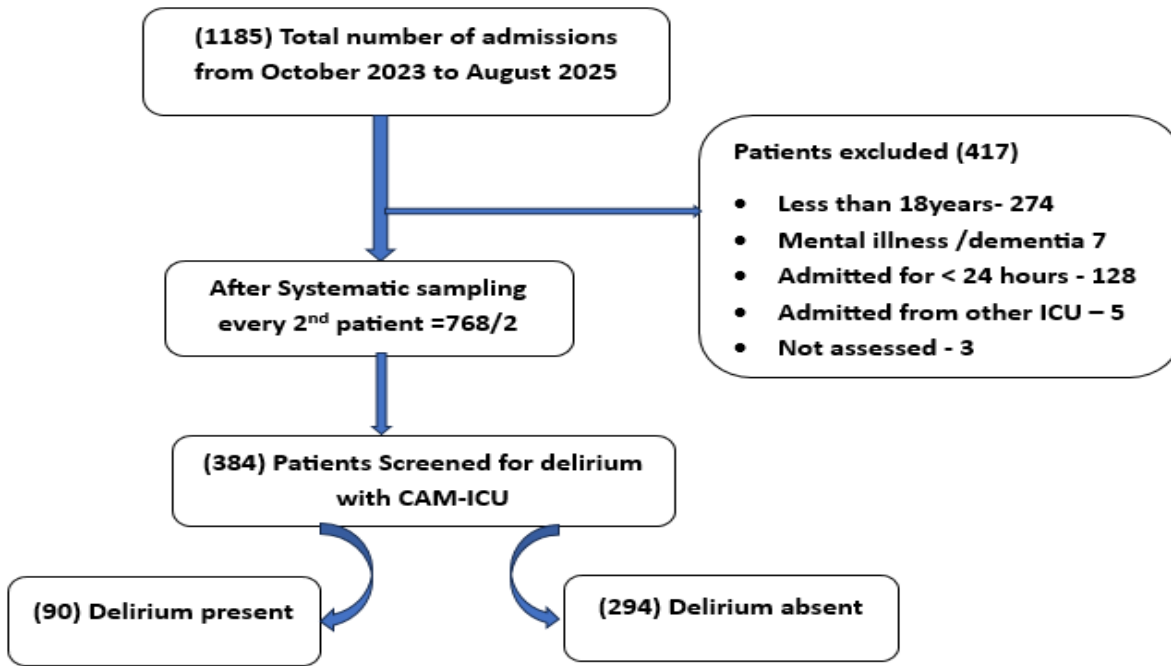 (1185) Total number of admissions
from October 2023 to August 2025
Patients excluded (417)
• Less than 18years- 274
• Mental illness /dementia 7
• Admitted for < 24 hours - 128
• Admitted from other ICU – 5
• Not assessed - 3
After Systematic sampling
every 2nd patient =768/2
(384) Patients Screened for delirium
with CAM-ICU
(90) Delirium present
(294) Delirium absent